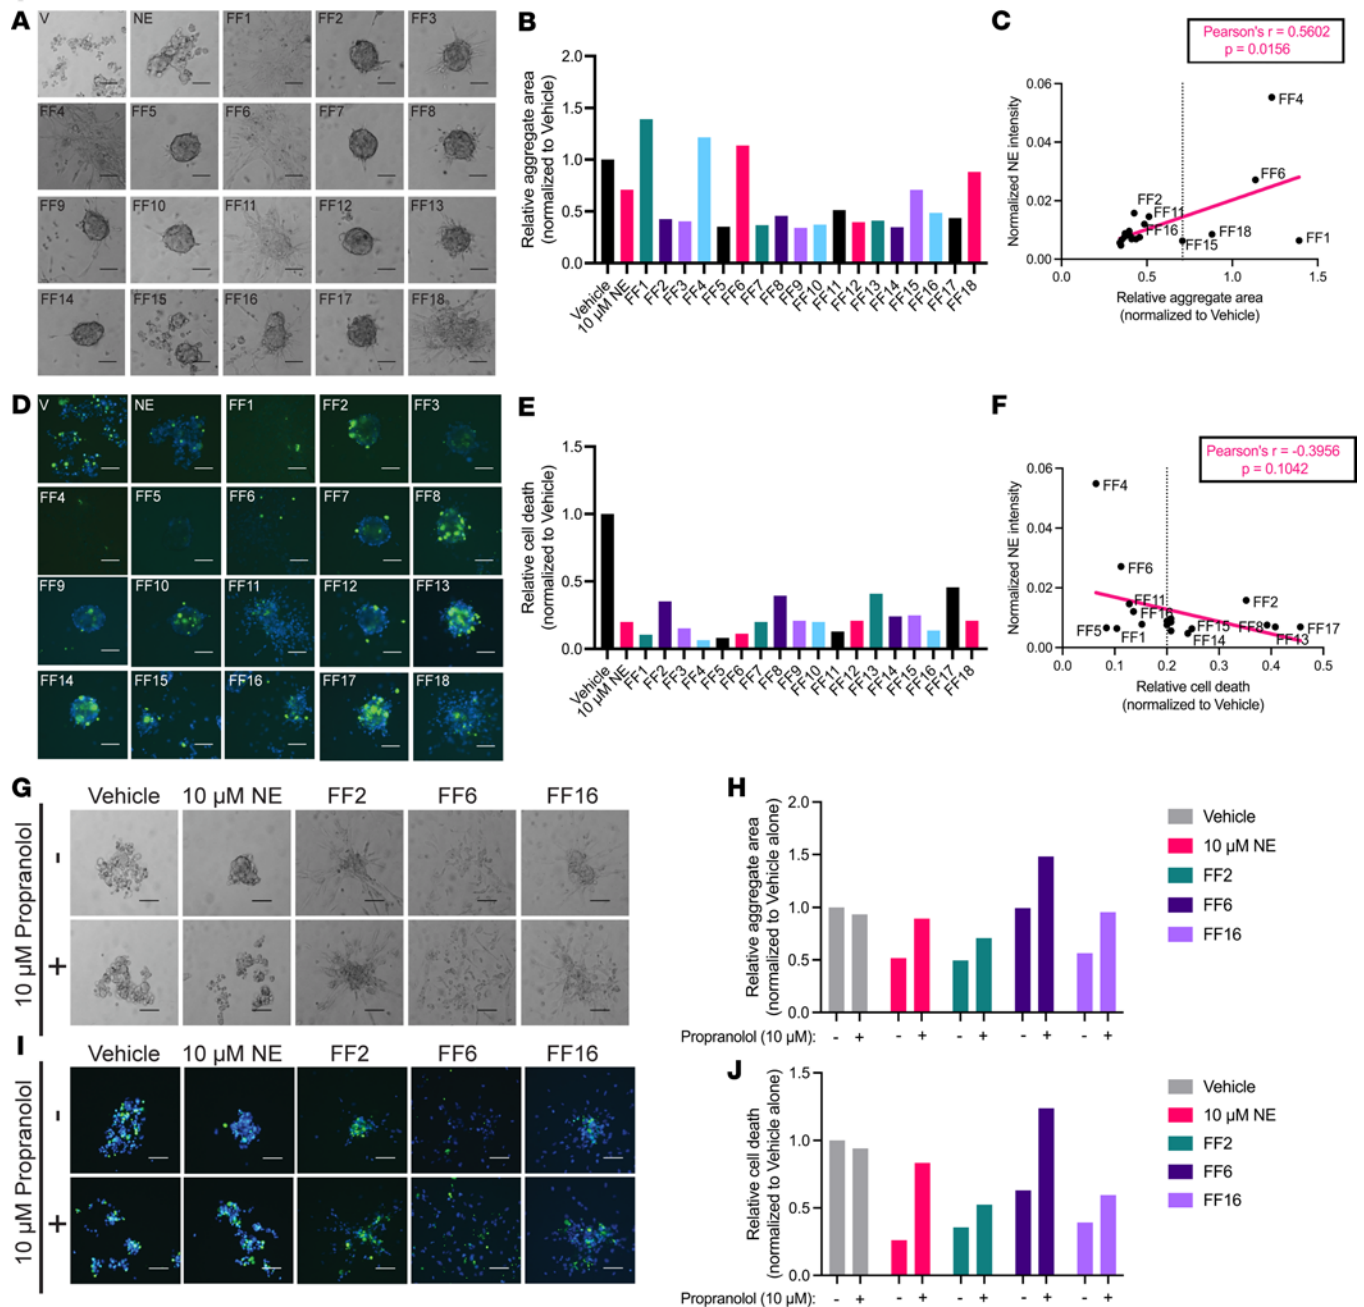 A
V
NE
FF1
FF2
FF3
FF4
FF5
FF6
FF7
FF8
FF9
FF10
FF11
FF12
FF13
FF14
FF15
FF16
FF17
FF18
B
Relative aggregate area
(normalized to Vehicle)
2.0
1.5
1.0
0.5
0.0
Vehicle
10 µM NE
FF1
FF2
FF3
FF4
FF5
FF6
FF7
FF8
FF9
FF10
FF11
FF12
FF13
FF14
FF15
FF16
FF17
FF18
C
Pearson's r = 0.5602
p = 0.0156
Normalized NE intensity
0.06
0.04
0.02
0.00
FF4
FF6
FF2
FF11
FF16
FF15
FF18
FF1
0.0
0.5
1.0
1.5
Relative aggregate area
(normalized to Vehicle)
D
V
NE
FF1
FF2
FF3
FF4
FF5
FF6
FF7
FF8
FF9
FF10
FF11
FF12
FF13
FF14
FF15
FF16
FF17
FF18
E
Relative cell death
(normalized to Vehicle)
1.5
1.0
0.5
0.0
Vehicle
10 µM NE
FF1
FF2
FF3
FF4
FF5
FF6
FF7
FF8
FF9
FF10
FF11
FF12
FF13
FF14
FF15
FF16
FF17
FF18
F
Pearson's r = -0.3956
p = 0.1042
Normalized NE intensity
0.06
0.04
0.02
0.00
FF4
FF6
FF11
FF16
FF5
FF1
FF15
FF14
FF2
FF8
FF13
FF17
0.0
0.1
0.2
0.3
0.4
0.5
Relative cell death
(normalized to Vehicle)
G
Vehicle
10 µM NE
FF2
FF6
FF16
10 µM Propranolol
-
+
H
Relative aggregate area
(normalized to Vehicle alone)
2.0
1.5
1.0
0.5
0.0
Propranolol (10 µM): - + - + - + - + - +
Vehicle
10 µM NE
FF2
FF6
FF16
I
Vehicle
10 µM NE
FF2
FF6
FF16
10 µM Propranolol
-
+
J
Relative cell death
(normalized to Vehicle alone)
1.5
1.0
0.5
0.0
Propranolol (10 µM): - + - + - + - + - +
Vehicle
10 µM NE
FF2
FF6
FF16